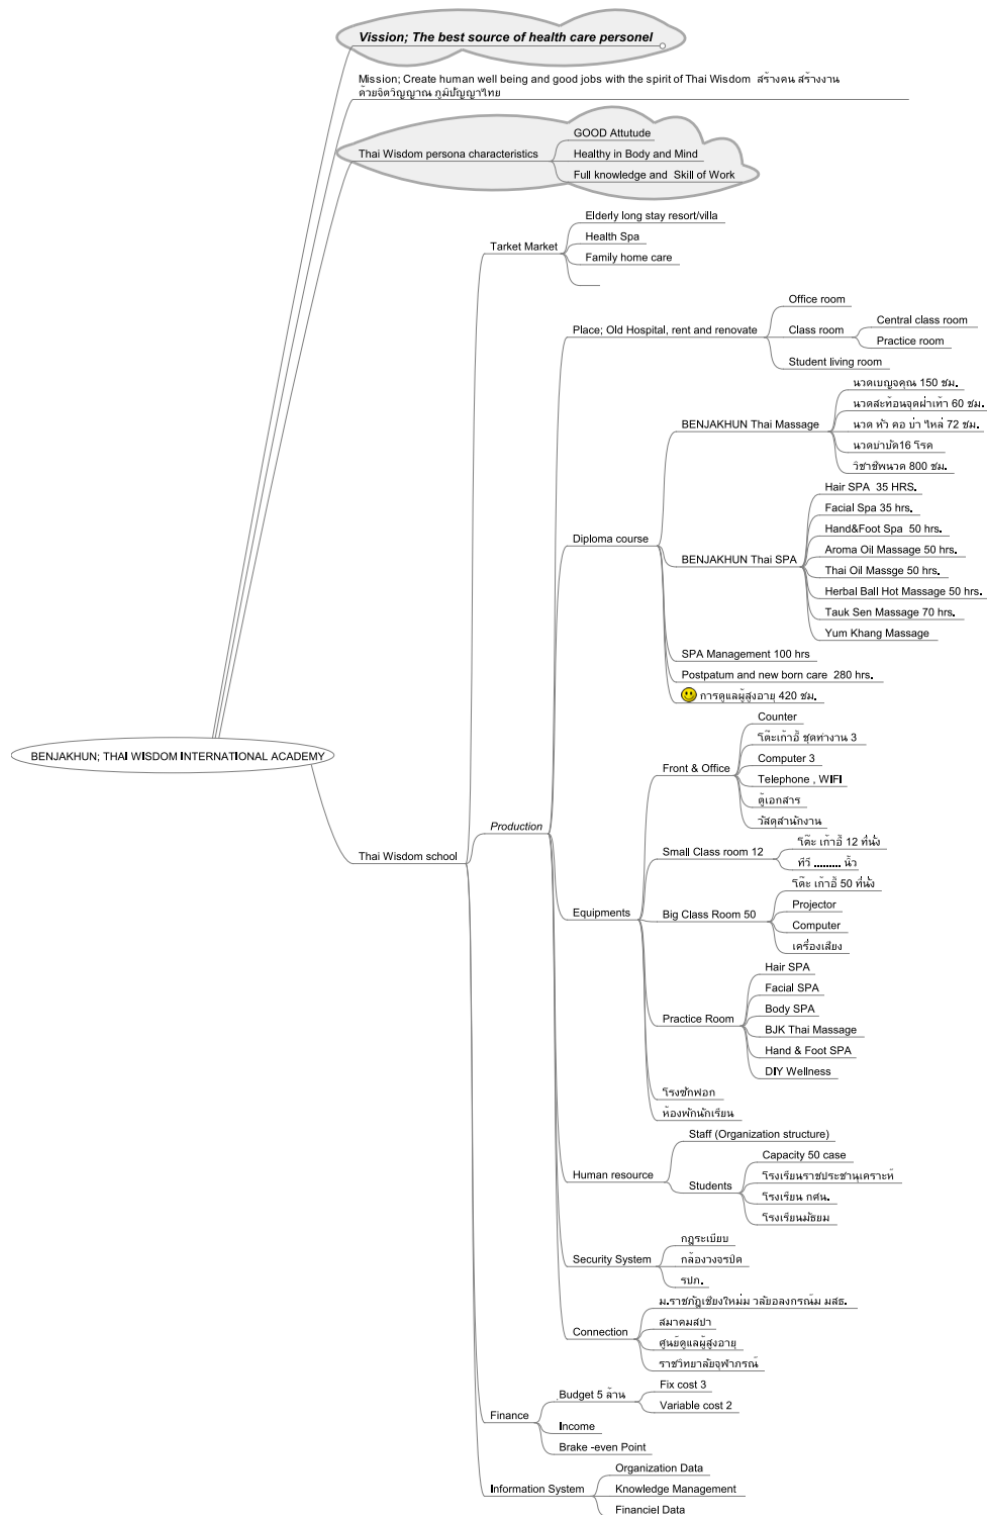 Vission; The best source of health care personel
Mission; Create human well being and good jobs with the spirit of Thai Wisdom สร้างคน สร้างงาน
ด้วยจิตวิญญาณ ภูมิปัญญาไทย
Thai Wisdom persona characteristics
GOOD Attutude
Healthy in Body and Mind
Full knowledge and Skill of Work
BENJAKHUN; THAI WISDOM INTERNATIONAL ACADEMY
Thai Wisdom school
Tarket Market
Elderly long stay resort/villa
Health Spa
Family home care
Production
Place; Old Hospital, rent and renovate
Office room
Class room
Central class room
Practice room
Student living room
Diploma course
BENJAKHUN Thai Massage
นวดเบญจคุณ 150 ชม.
นวดสะท้อนจุดฝ่าเท้า 60 ชม.
นวด หัว คอ บ่า ไหล่ 72 ชม.
นวดบำบัด16 โรค
วิชาชีพนวด 800 ชม.
BENJAKHUN Thai SPA
Hair SPA 35 HRS.
Facial Spa 35 hrs.
Hand&Foot Spa 50 hrs.
Aroma Oil Massage 50 hrs.
Thai Oil Massge 50 hrs.
Herbal Ball Hot Massage 50 hrs.
Tauk Sen Massage 70 hrs.
Yum Khang Massage
SPA Management 100 hrs
Postpatum and new born care 280 hrs.
การดูแลผู้สูงอายุ 420 ชม.
Equipments
Front & Office
Counter
โต๊ะเก้าอี้ ชุดทำงาน 3
Computer 3
Telephone , WIFI
ตู้เอกสาร
วัสดุสำนักงาน
Small Class room 12
โต๊ะ เก้าอี้ 12 ที่นั่ง
ทีวี ......... นิ้ว
Big Class Room 50
โต๊ะ เก้าอี้ 50 ที่นั่ง
Projector
Computer
เครื่องเสียง
Practice Room
Hair SPA
Facial SPA
Body SPA
BJK Thai Massage
Hand & Foot SPA
DIY Wellness
โรงซักฟอก
ห้องพักนักเรียน
Human resource
Staff (Organization structure)
Students
Capacity 50 case
โรงเรียนราชประชานุเคราะห์
โรงเรียน กศน.
โรงเรียนมัธยม
Security System
กฎระเบียบ
กล้องวงจรปิด
รปภ.
Connection
ม.ราชภัฏเชียงใหม่ม วลัยอลงกรณ์ม มสธ.
สมาคมสปา
ศูนย์ดูแลผู้สูงอายุ
ราชวิทยาลัยจุฬาภรณ์
Finance
Budget 5 ล้าน
Fix cost 3
Variable cost 2
Income
Brake -even Point
Information System
Organization Data
Knowledge Management
Financiel Data